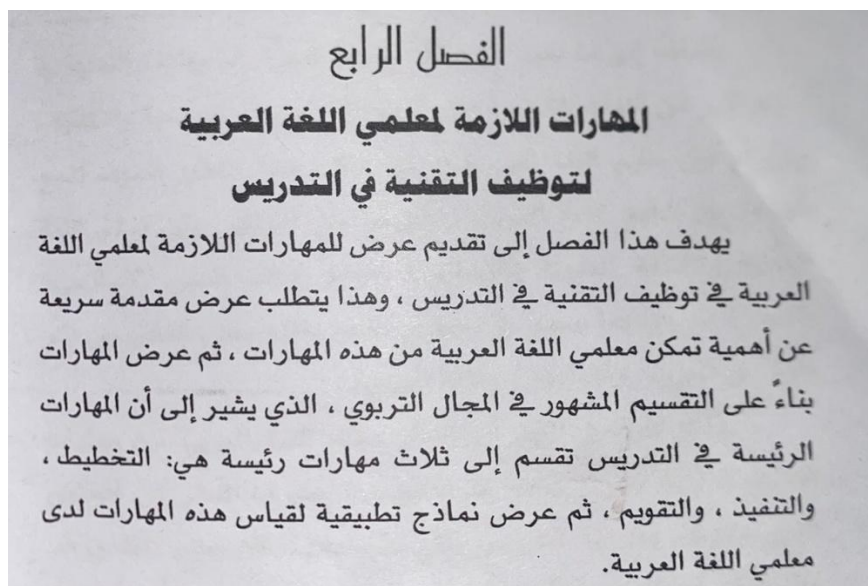 الفصل الرابع
المهارات اللازمة لمعلمي اللغة العربية
لتوظيف التقنية في التدريس
يهدف هذا الفصل إلى تقديم عرض للمهارات اللازمة لمعلمي اللغة
العربية في توظيف التقنية في التدريس ، وهذا يتطلب عرض مقدمة سريعة
عن أهمية تمكن معلمي اللغة العربية من هذه المهارات ، ثم عرض المهارات
بناءً على التقسيم المشهور في المجال التربوي ، الذي يشير إلى أن المهارات
الرئيسة في التدريس تقسم إلى ثلاث مهارات رئيسة هي: التخطيط ،
والتنفيذ ، والتقويم ، ثم عرض نماذج تطبيقية لقياس هذه المهارات لدى
معلمي اللغة العربية.